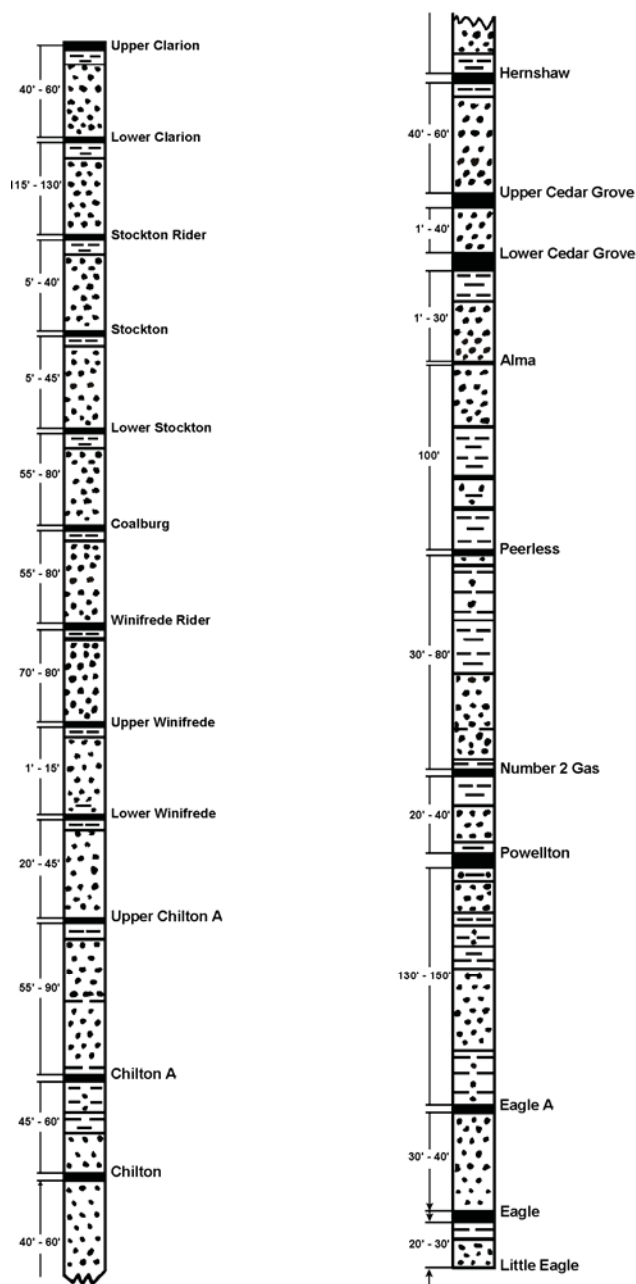 Upper Clarion
40' - 60'
Lower Clarion
115' - 130'
Stockton Rider
5' - 40'
Stockton
5' - 45'
Lower Stockton
55' - 80'
Coalburg
55' - 80'
Winifrede Rider
70' - 80'
Upper Winifrede
1' - 15'
Lower Winifrede
20' - 45'
Upper Chilton A
55' - 90'
Chilton A
45' - 60'
Chilton
40' - 60'
Hernshaw
40' - 60'
Upper Cedar Grove
1' - 40'
Lower Cedar Grove
1' - 30'
Alma
100'
Peerless
30' - 80'
Number 2 Gas
20' - 40'
Powellton
130' - 150'
Eagle A
30' - 40'
Eagle
20' - 30'
Little Eagle